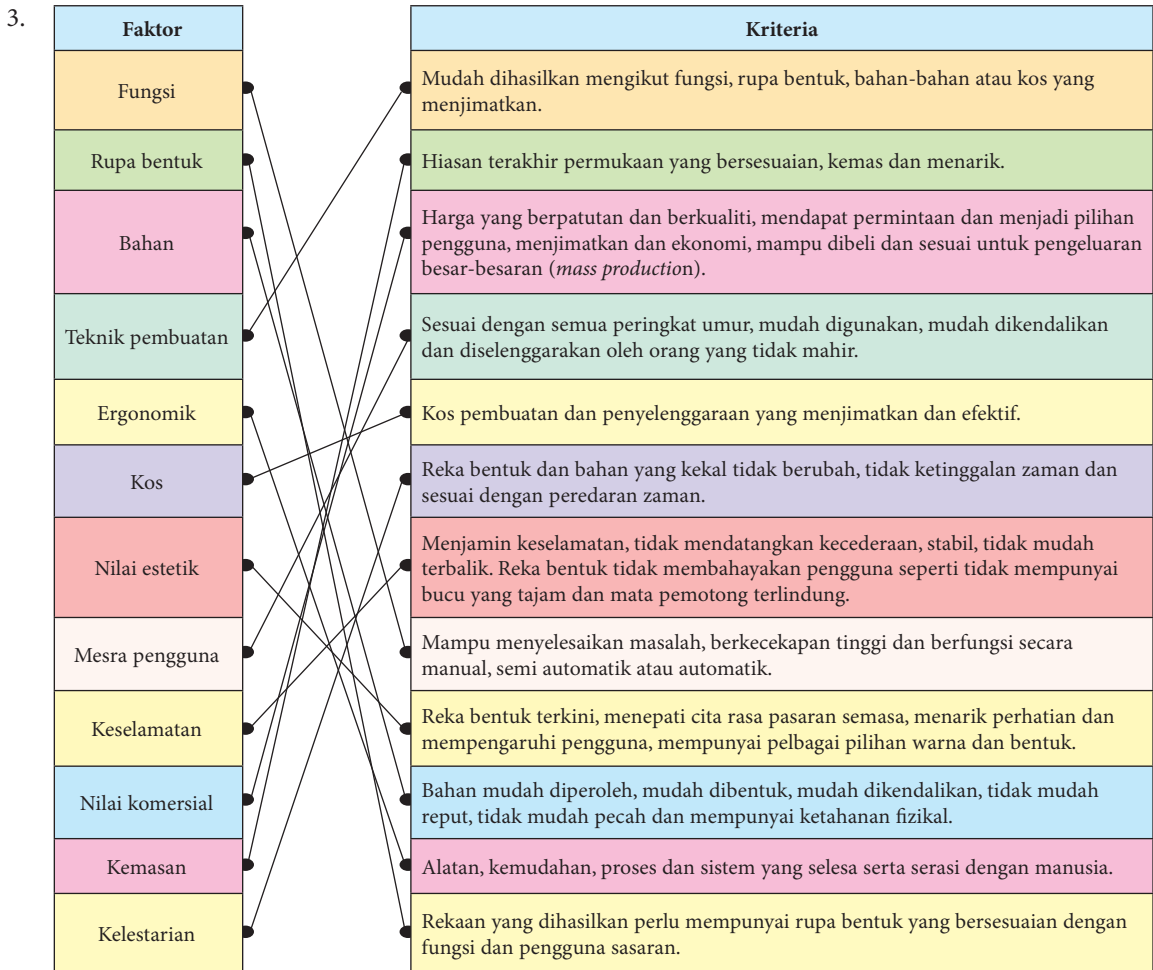 3.
Faktor
Kriteria
Fungsi
Mudah dihasilkan mengikut fungsi, rupa bentuk, bahan-bahan atau kos yang
menjimatkan.
Rupa bentuk
Hiasan terakhir permukaan yang bersesuaian, kemas dan menarik.
Bahan
Harga yang berpatutan dan berkualiti, mendapat permintaan dan menjadi pilihan
pengguna, menjimatkan dan ekonomi, mampu dibeli dan sesuai untuk pengeluaran
besar-besaran (mass production).
Teknik pembuatan
Sesuai dengan semua peringkat umur, mudah digunakan, mudah dikendalikan
dan diselenggarakan oleh orang yang tidak mahir.
Ergonomik
Kos pembuatan dan penyelenggaraan yang menjimatkan dan efektif.
Kos
Reka bentuk dan bahan yang kekal tidak berubah, tidak ketinggalan zaman dan
sesuai dengan peredaran zaman.
Nilai estetik
Menjamin keselamatan, tidak mendatangkan kecederaan, stabil, tidak mudah
terbalik. Reka bentuk tidak membahayakan pengguna seperti tidak mempunyai
bucu yang tajam dan mata pemotong terlindung.
Mesra pengguna
Mampu menyelesaikan masalah, berkecekapan tinggi dan berfungsi secara
manual, semi automatik atau automatik.
Keselamatan
Reka bentuk terkini, menepati cita rasa pasaran semasa, menarik perhatian dan
mempengaruhi pengguna, mempunyai pelbagai pilihan warna dan bentuk.
Nilai komersial
Bahan mudah diperoleh, mudah dibentuk, mudah dikendalikan, tidak mudah
reput, tidak mudah pecah dan mempunyai ketahanan fizikal.
Kemasan
Alatan, kemudahan, proses dan sistem yang selesa serta serasi dengan manusia.
Kelestarian
Rekaan yang dihasilkan perlu mempunyai rupa bentuk yang bersesuaian dengan
fungsi dan pengguna sasaran.